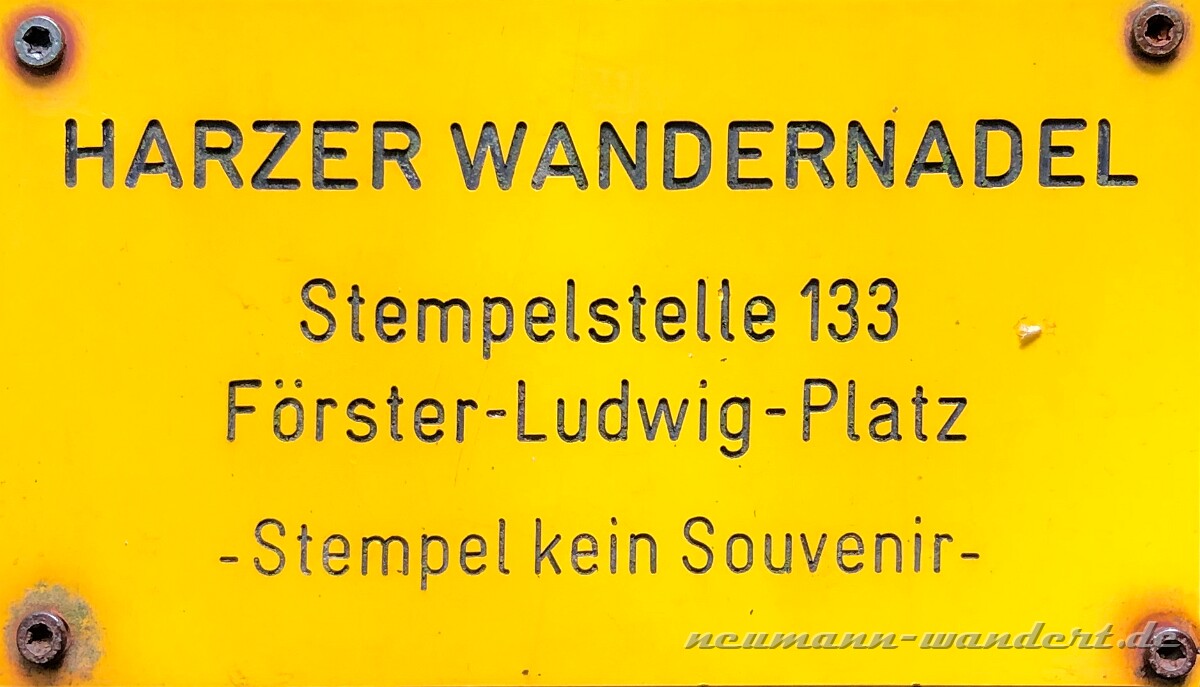 HARZER WANDERNADEL
Stempelstelle 133
Förster-Ludwig-Platz
-Stempel kein Souvenir-
neumann-wandert.de